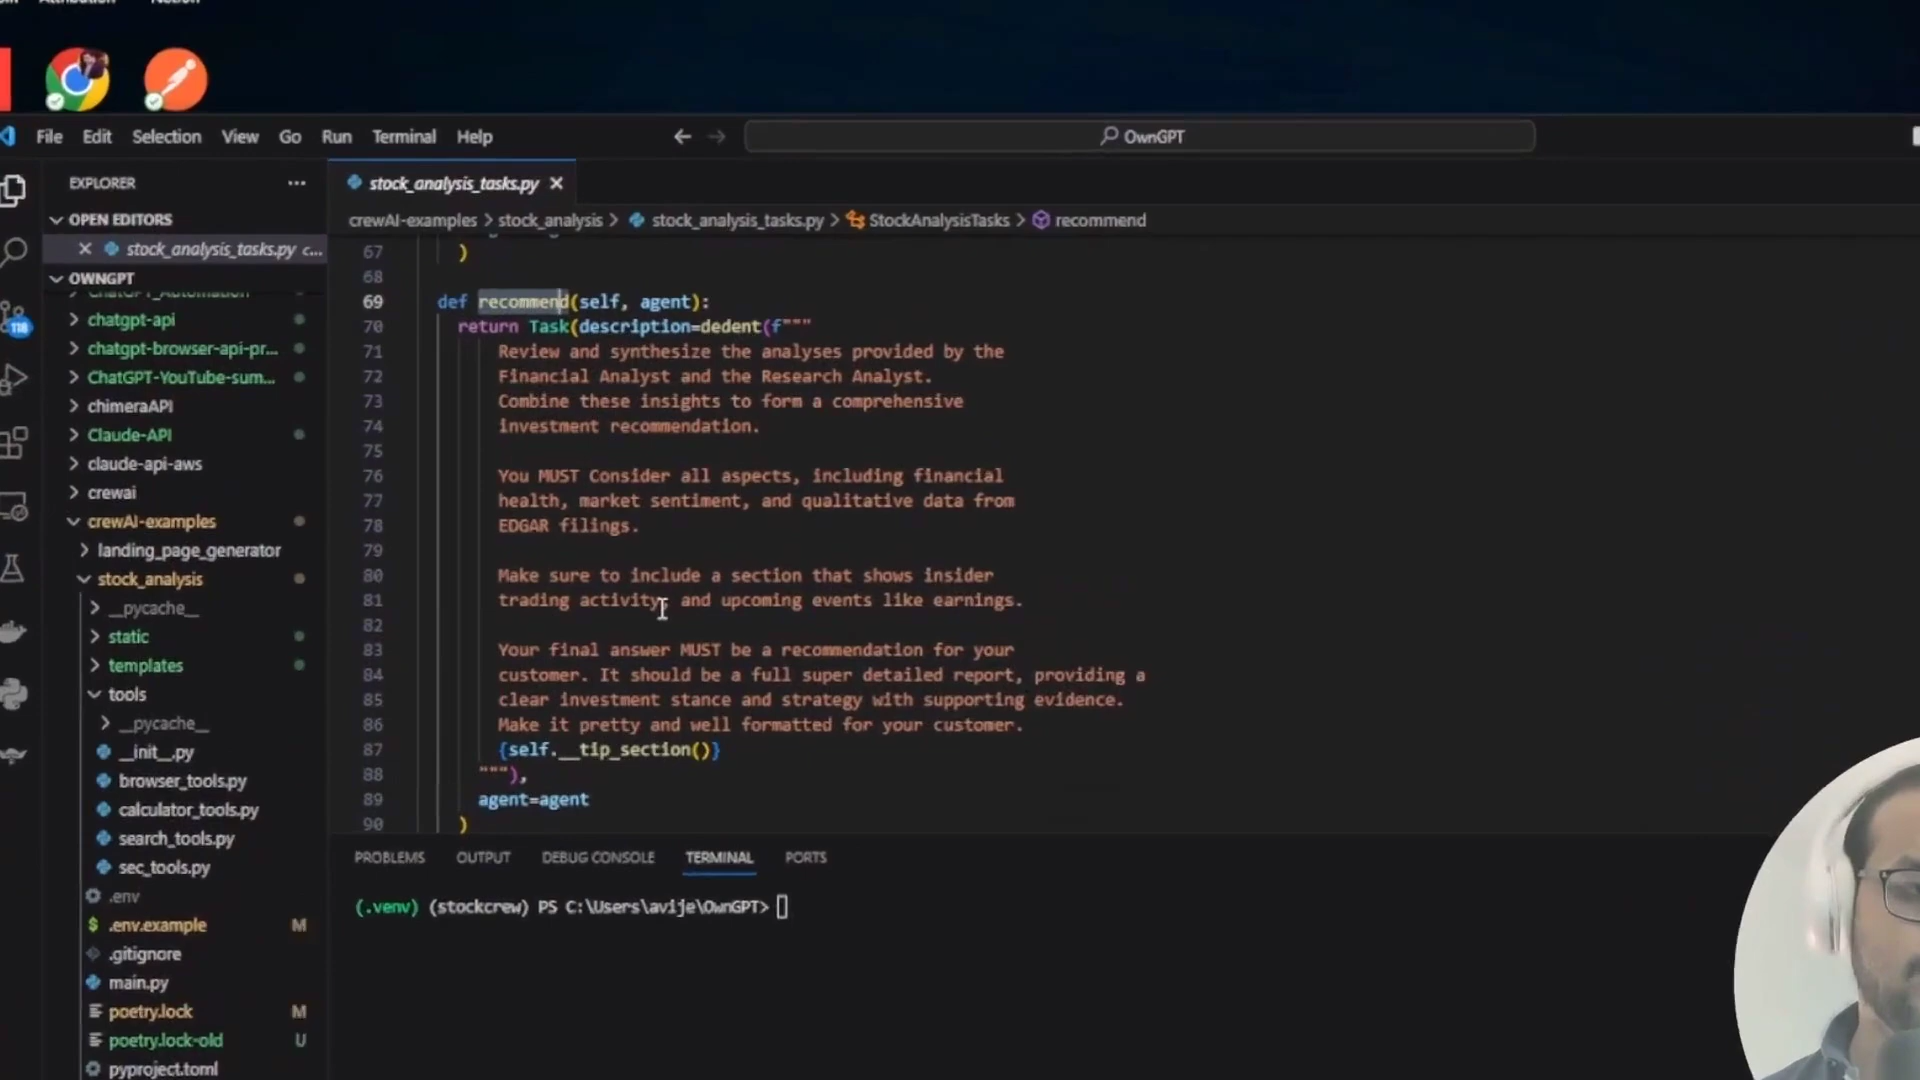 File Edit Selection View Go Run Terminal Help
OwnGPT
EXPLORER
stock_analysis_tasks.py
OPEN EDITORS
crewAI-examples > stock_analysis > stock_analysis_tasks.py > StockAnalysisTasks > recommend
stock_analysis_tasks.py c...
OWNGPT
ChatGPT_Automation
chatgpt-api
chatgpt-browser-api-pr...
ChatGPT-YouTube-sum...
chimeraAPI
Claude-API
claude-api-aws
crewai
crewAI-examples
landing_page_generator
stock_analysis
__pycache__
static
templates
tools
__pycache__
__init__.py
browser_tools.py
calculator_tools.py
search_tools.py
sec_tools.py
.env
.env.example M
.gitignore
main.py
poetry.lock M
poetry.lock-old U
pyproject.toml
118
67 )
68
69 def recommend(self, agent):
70 return Task(description=dedent(f"""
71 Review and synthesize the analyses provided by the
72 Financial Analyst and the Research Analyst.
73 Combine these insights to form a comprehensive
74 investment recommendation.
75
76 You MUST Consider all aspects, including financial
77 health, market sentiment, and qualitative data from
78 EDGAR filings.
79
80 Make sure to include a section that shows insider
81 trading activity, and upcoming events like earnings.
82
83 Your final answer MUST be a recommendation for your
84 customer. It should be a full super detailed report, providing a
85 clear investment stance and strategy with supporting evidence.
86 Make it pretty and well formatted for your customer.
87 {self.__tip_section()}
88 """),
89 agent=agent
90 )
PROBLEMS OUTPUT DEBUG CONSOLE TERMINAL PORTS
(.venv) (stockcrew) PS C:\Users\avije\OwnGPT>